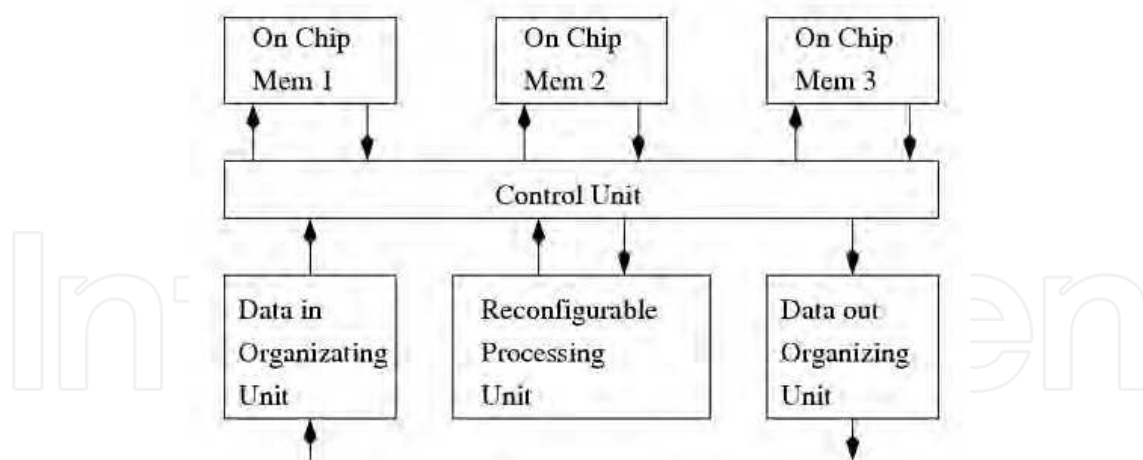 On Chip
Mem 1
On Chip
Mem 2
On Chip
Mem 3
Control Unit
Data in
Organizating
Unit
Reconfigurable
Processing
Unit
Data out
Organizing
Unit